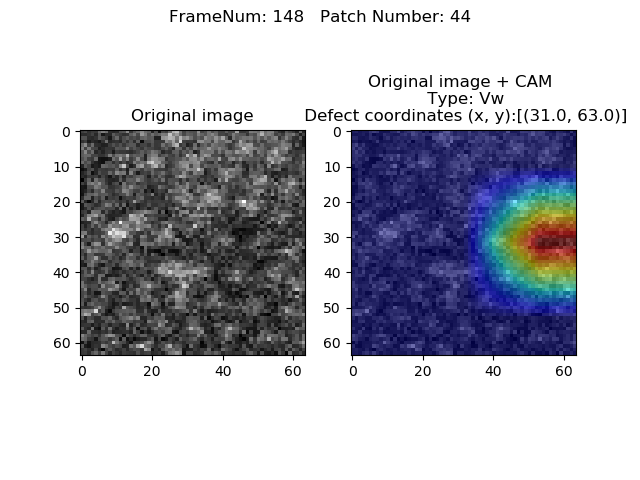 FrameNum: 148   Patch Number: 44
Original image
0
10
20
30
40
50
60
0 20 40 60
Original image + CAM
Type: Vw
Defect coordinates (x, y):[(31.0, 63.0)]
0
10
20
30
40
50
60
0 20 40 60